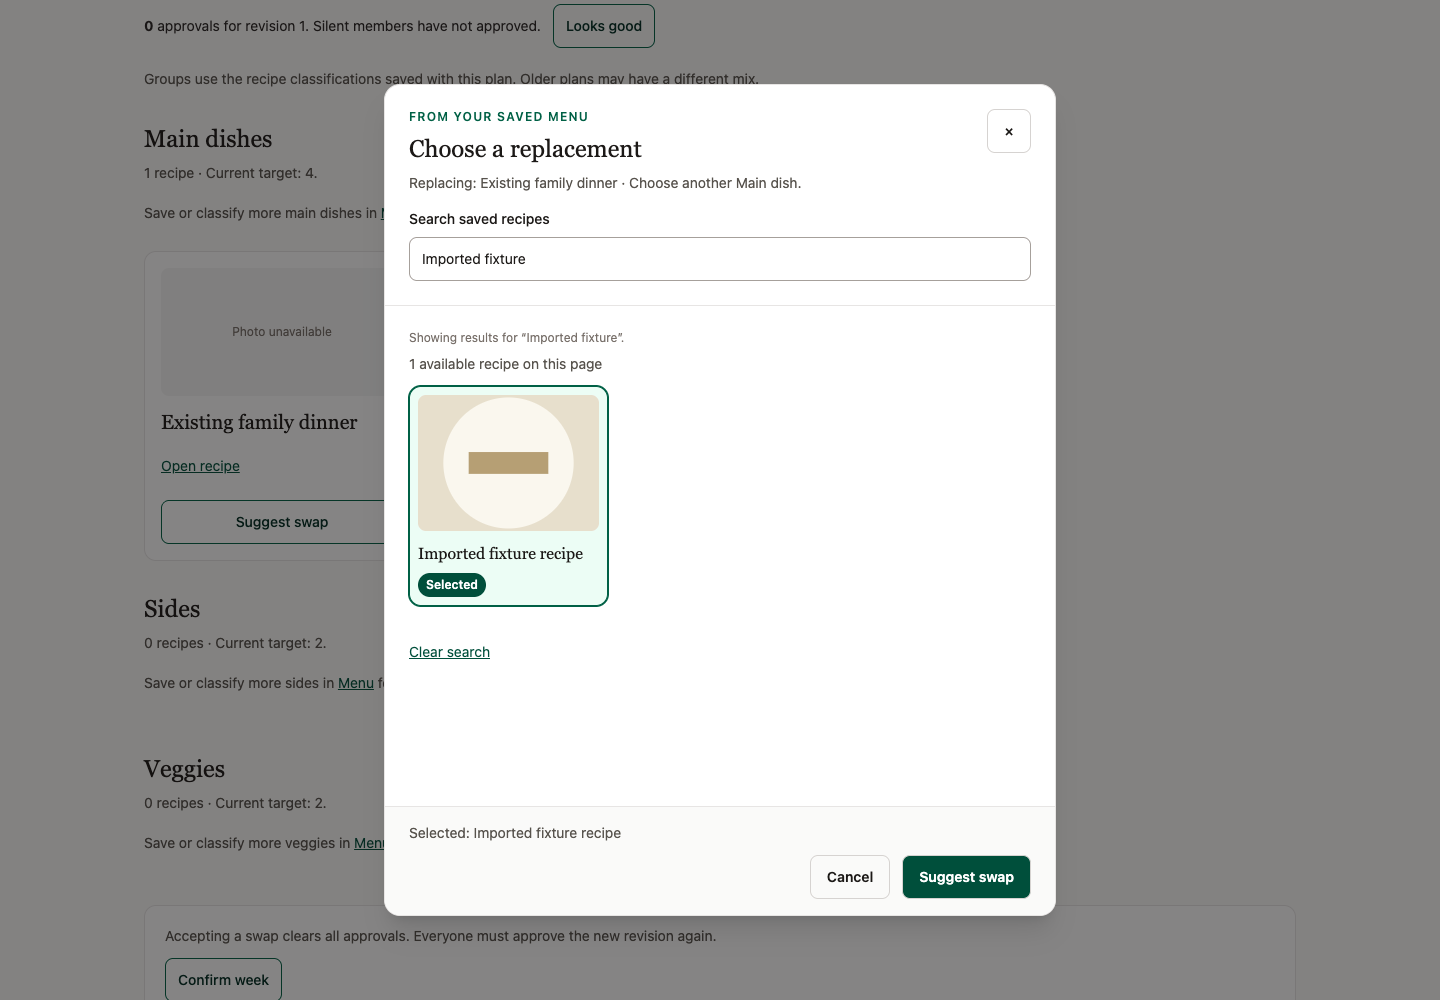 0 approvals for revision 1. Silent members have not approved.
Looks good
Groups use the recipe classifications saved with this plan. Older plans may have a different mix.
Main dishes
1 recipe · Current target: 4.
Save or classify more main dishes in
Photo unavailable
Existing family dinner
Open recipe
Suggest swap
Sides
0 recipes · Current target: 2.
Save or classify more sides in Menu
Veggies
0 recipes · Current target: 2.
Save or classify more veggies in Menu
Accepting a swap clears all approvals. Everyone must approve the new revision again.
Confirm week
FROM YOUR SAVED MENU
×
Choose a replacement
Replacing: Existing family dinner · Choose another Main dish.
Search saved recipes
Imported fixture
Showing results for “Imported fixture”.
1 available recipe on this page
Imported fixture recipe
Selected
Clear search
Selected: Imported fixture recipe
Cancel
Suggest swap